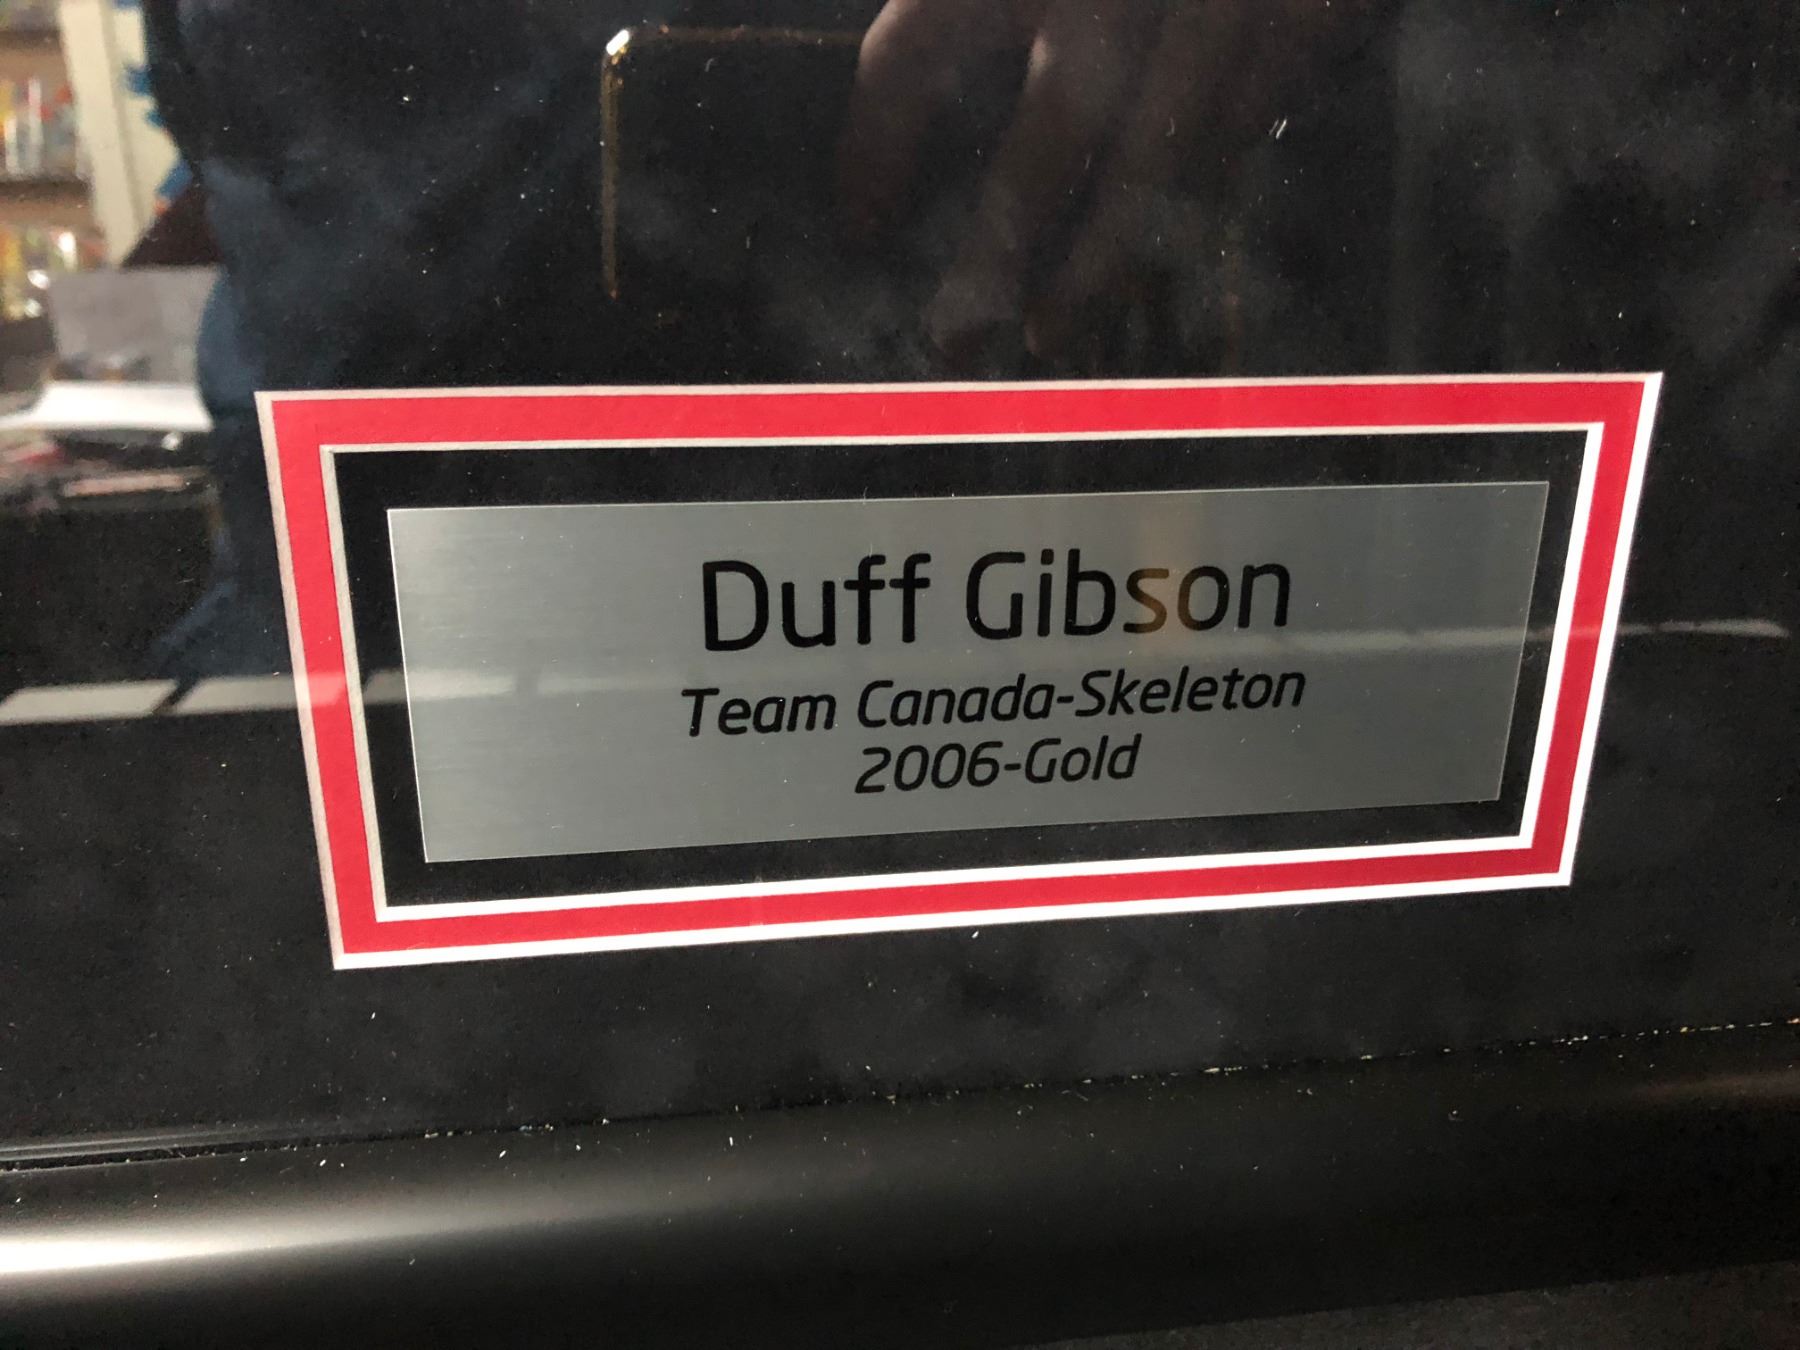 Duff Gibson
Team Canada-Skeleton
2006-Gold